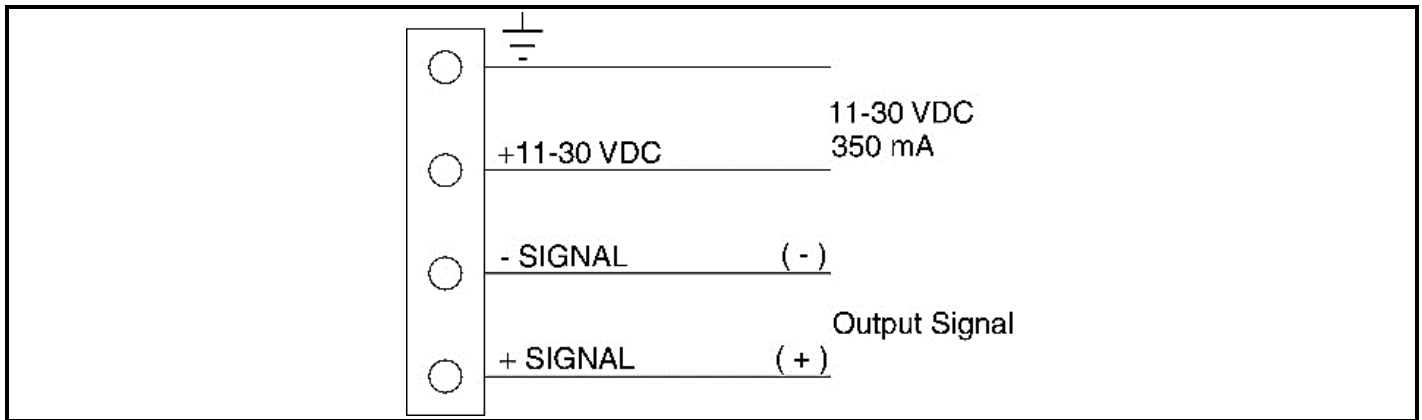 11-30 VDC
350 mA
+11-30 VDC
- SIGNAL (-)
Output Signal
+ SIGNAL (+)